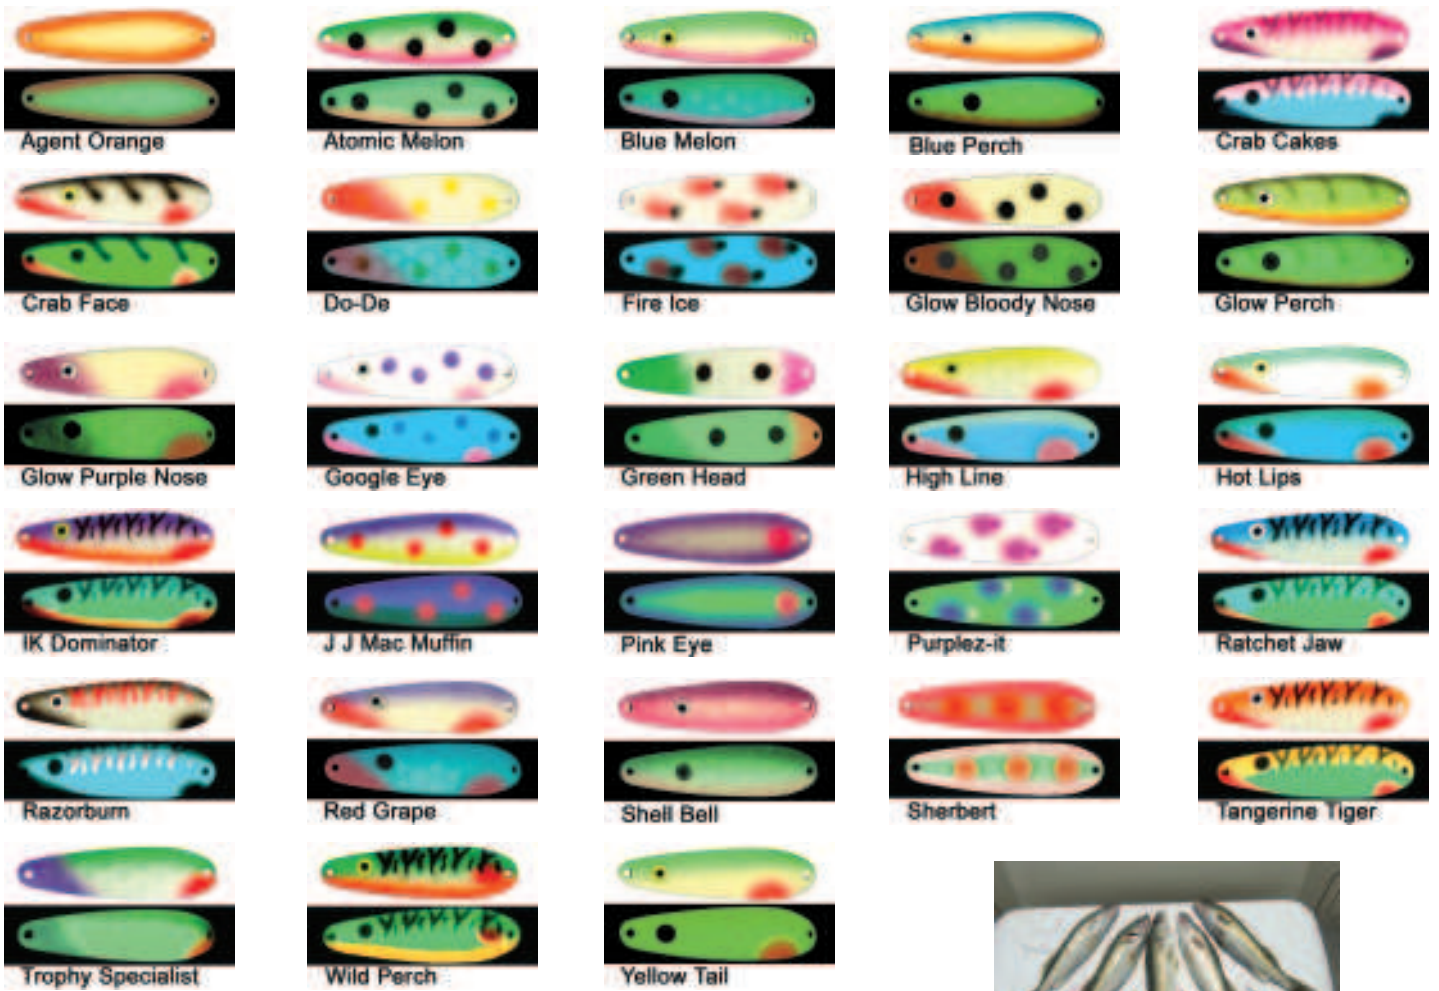 Agent Orange
Atomic Melon
Blue Melon
Blue Perch
Crab Cakes
Crab Face
Do-De
Fire Ice
Glow Bloody Nose
Glow Perch
Glow Purple Nose
Google Eye
Green Head
High Line
Hot Lips
IK Dominator
J J Mac Muffin
Pink Eye
Purplez-it
Ratchet Jaw
Razorburn
Red Grape
Shell Bell
Sherbert
Tangerine Tiger
Trophy Specialist
Wild Perch
Yellow Tail